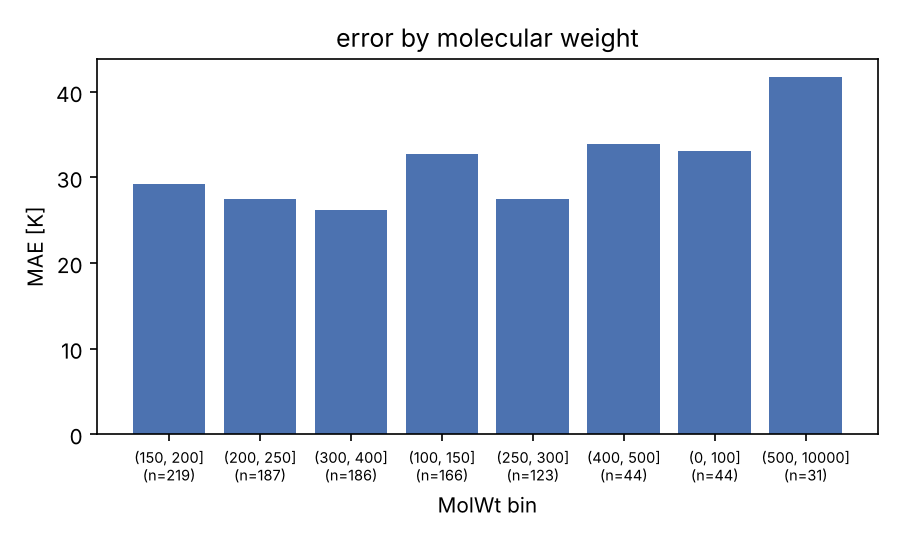 error by molecular weight
MAE [K]
40
30
20
10
0
(150, 200] (200, 250] (300, 400] (100, 150] (250, 300] (400, 500] (0, 100] (500, 10000]
(n=219) (n=187) (n=186) (n=166) (n=123) (n=44) (n=44) (n=31)
MolWt bin